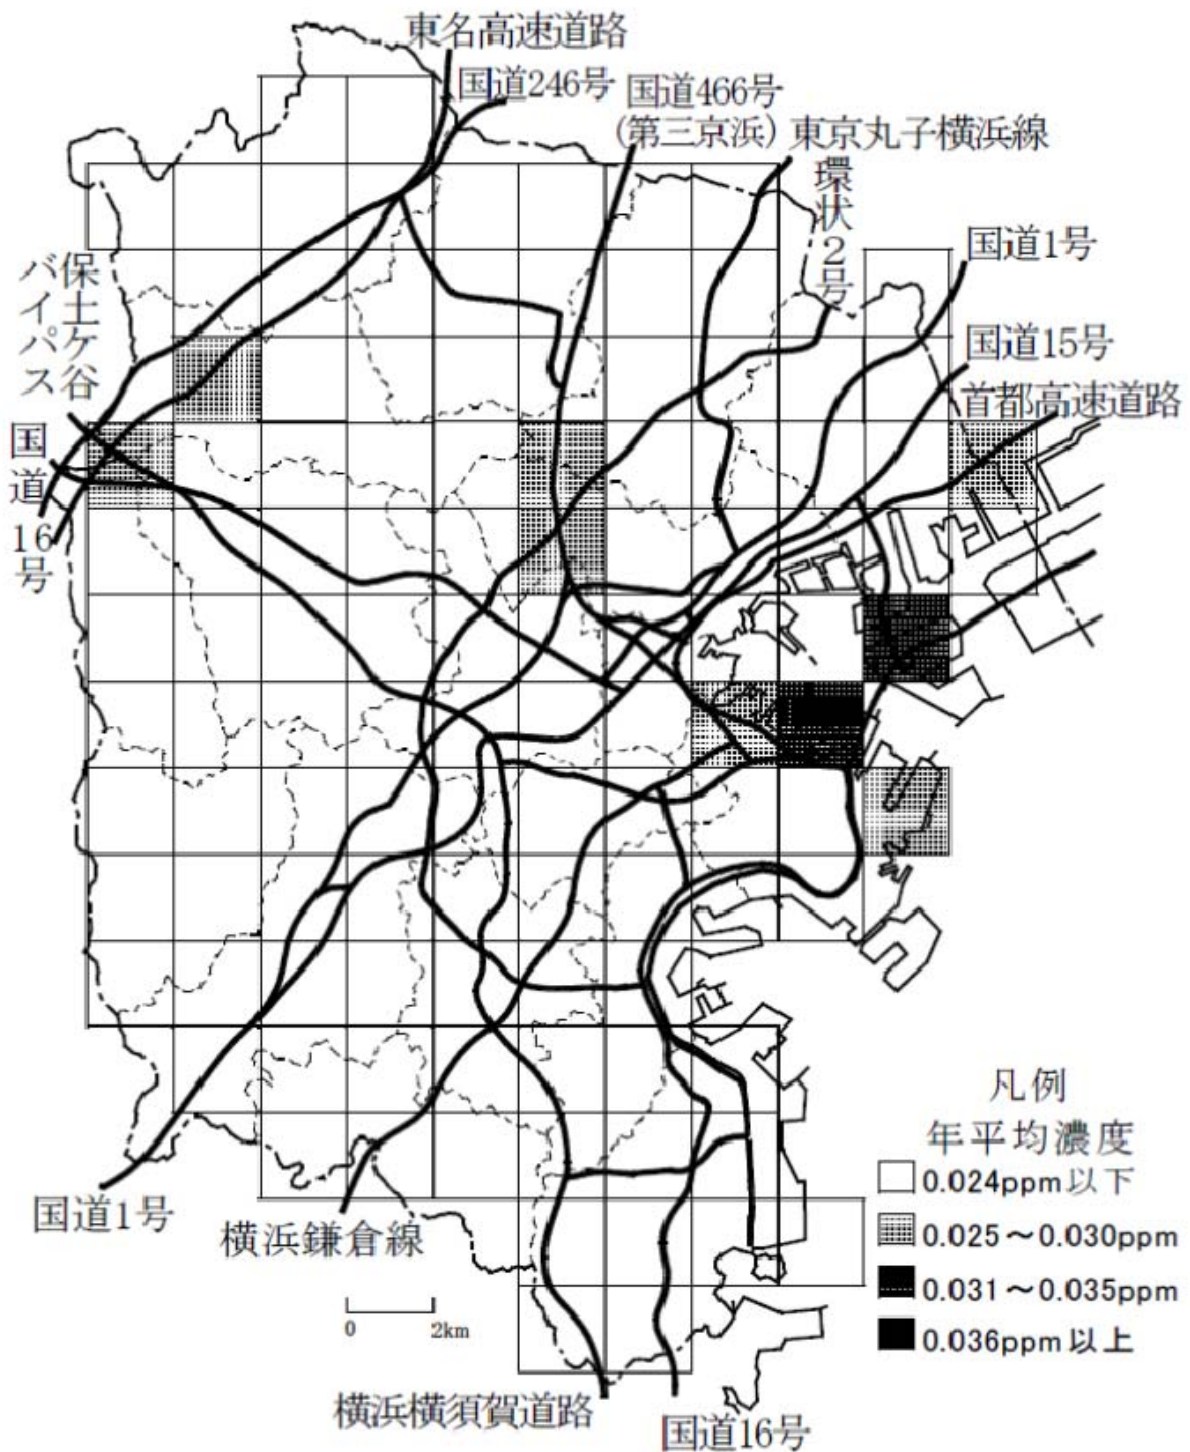 東名高速道路
国道246号
国道466号
(第三京浜)
東京丸子横浜線
環状2号
国道1号
国道15号
首都高速道路
保土ケ谷
バイパス
国道16号
国道1号
横浜鎌倉線
0 2km
横浜横須賀道路
国道16号
凡例
年平均濃度
0.024ppm以下
0.025～0.030ppm
0.031～0.035ppm
0.036ppm以上